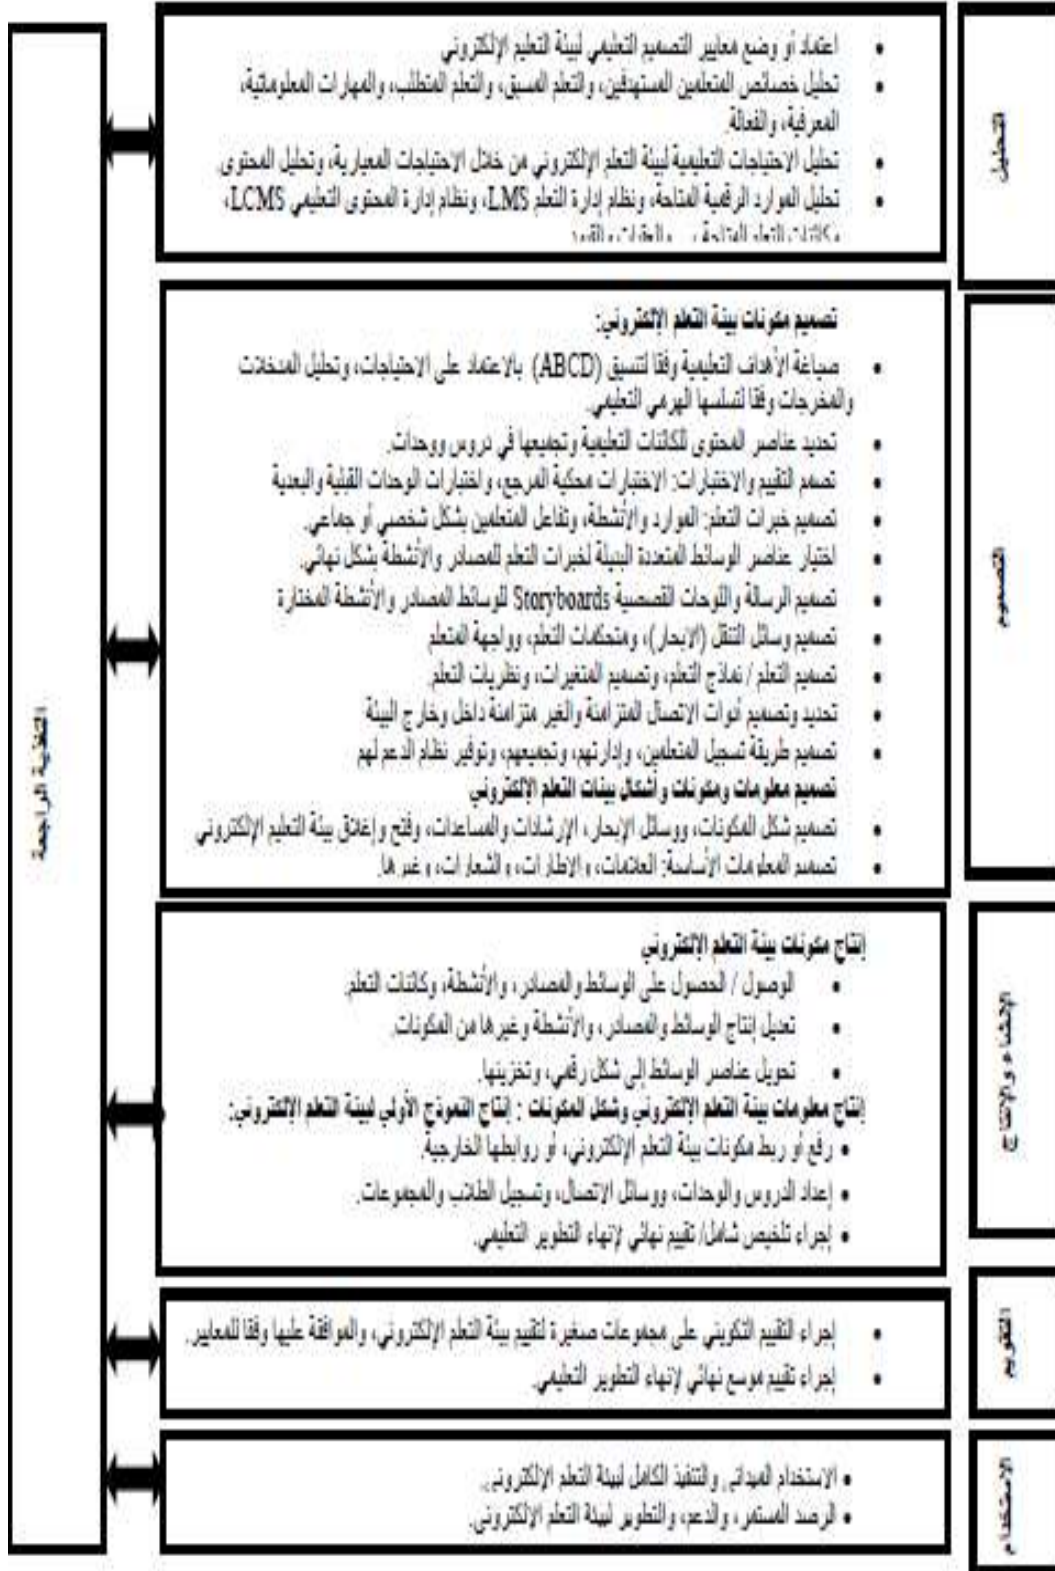 التحليل
اعتماد أو وضع معايير التصميم التعليمي لبيئة التعليم الإلكتروني
تحليل خصائص المتعلمين المستهدفين، والتعلم المسبق، والتعلم المتطلب، والمهارات المعلوماتية،
المعرفية، والفعالة.
تحليل الاحتياجات التعليمية لبيئة التعلم الإلكتروني من خلال الاحتياجات المعيارية، وتحليل المحتوى.
تحليل الموارد الرقمية المتاحة، ونظام إدارة التعلم LMS، ونظام إدارة المحتوى التعليمي LCMS،
التصميم
تصميم مكونات بيئة التعلم الإلكتروني:
صياغة الأهداف التعليمية وفقا لتنسيق (ABCD) بالاعتماد على الاحتياجات، وتحليل المدخلات
والمخرجات وفقا لتسلسها الهرمي التعليمي.
تحديد عناصر المحتوى للكائنات التعليمية وتجميعها في دروس ووحدات.
تصمم التقييم والاختبارات: الاختبارات محكية المرجع، واختبارات الوحدات القبلية والبعدية
تصميم خبرات التعلم: الموارد والأنشطة، وتفاعل المتعلمين بشكل شخصي أو جماعي.
اختيار عناصر الوسائط المتعددة البديلة لخبرات التعلم للمصادر والأنشطة بشكل نهائي.
تصميم الرسالة واللوحات القصصية Storyboards للوسائط المصادر والأنشطة المختارة
تصميم وسائل التنقل (الابحار)، ومتحكمات التعلم، وواجهة المتعلم
تصميم التعلم / نماذج التعلم، وتصميم المتغيرات، ونظريات التعلم.
تحديد وتصميم أدوات الاتصال المتزامنة والغير متزامنة داخل وخارج البيئة
تصميم طريقة تسجيل المتعلمين، وإدارتهم، وتجميعهم، وتوفير نظام الدعم لهم
تصميم معلومات ومكونات وأشكال بيئات التعلم الإلكتروني
تصميم شكل المكونات، ووسائل الإبحار، الإرشادات والمساعدات، وفتح وإغلاق بيئة التعليم الإلكتروني
تصميم المعلومات الأساسية: العلامات، والإطارات، والشعارات، وغيرها.
الإنشاء والإنتاج
إنتاج مكونات بيئة التعلم الإلكتروني
الوصول / الحصول على الوسائط والمصادر، والأنشطة، وكائنات التعلم.
تعديل إنتاج الوسائط والمصادر، والأنشطة وغيرها من المكونات.
تحويل عناصر الوسائط إلى شكل رقمي، وتخزينها.
إنتاج معلومات بيئة التعلم الإلكتروني وشكل المكونات : إنتاج النموذج الأولي لبيئة التعلم الإلكتروني:
رفع أو ربط مكونات بيئة التعلم الإلكتروني، أو روابطها الخارجية.
إعداد الدروس والوحدات، ووسائل الاتصال، وتسجيل الطلاب والمجموعات.
إجراء تلخيص شامل/ تقييم نهائي لإنهاء التطوير التعليمي.
التقويم
إجراء التقييم التكويني على مجموعات صغيرة لتقييم بيئة التعلم الإلكتروني، والموافقة عليها وفقا للمعايير.
إجراء تقييم موسع نهائي لإنهاء التطوير التعليمي.
الاستخدام
الاستخدام الميداني والتنفيذ الكامل لبيئة التعلم الإلكتروني.
الرصد المستمر، والدعم، والتطوير لبيئة التعلم الالكتروني.
التغذية الراجعة